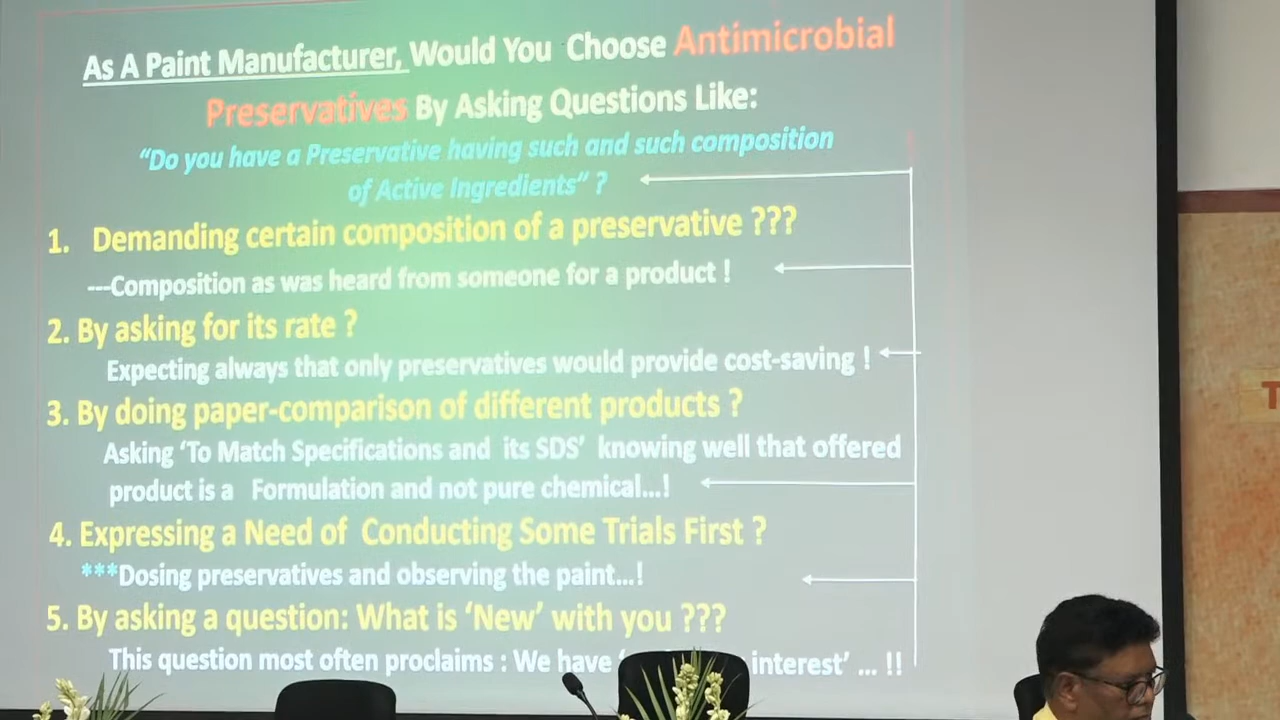 As A Paint Manufacturer, Would You Choose Antimicrobial
Preservatives By Asking Questions Like:
“Do you have a Preservative having such and such composition
of Active Ingredients” ?
1. Demanding certain composition of a preservative ???
---Composition as was heard from someone for a product !
2. By asking for its rate ?
Expecting always that only preservatives would provide cost-saving !
3. By doing paper-comparison of different products ?
Asking ‘To Match Specifications and its SDS’ knowing well that offered
product is a Formulation and not pure chemical...!
4. Expressing a Need of Conducting Some Trials First ?
***Dosing preservatives and observing the paint...!
5. By asking a question: What is ‘New’ with you ???
This question most often proclaims : We have ‘ interest’ ... !!
T